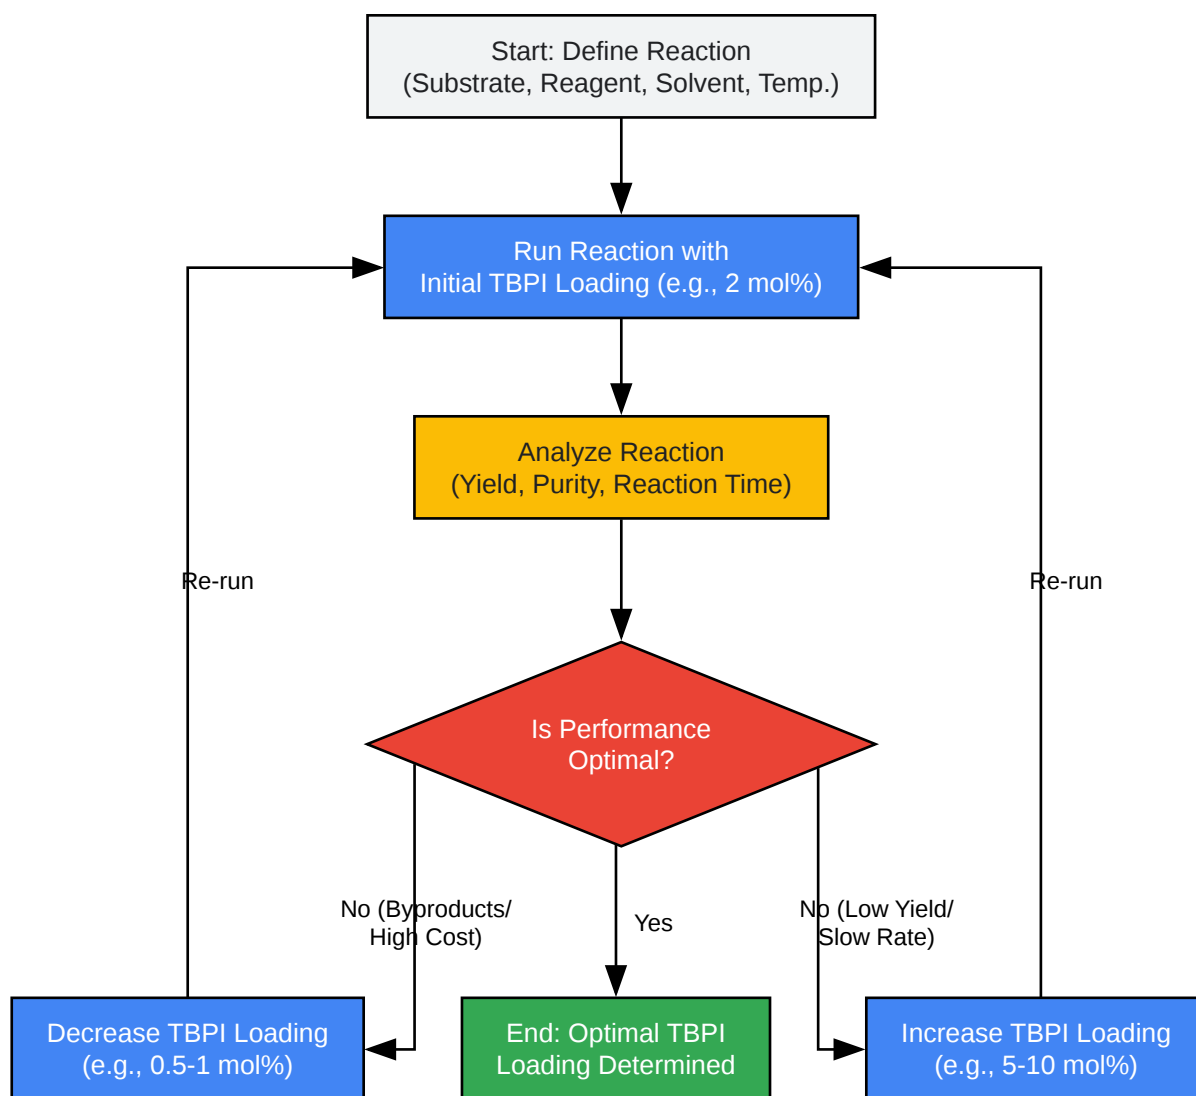 Start: Define Reaction
(Substrate, Reagent, Solvent, Temp.)
Run Reaction with
Initial TBPI Loading (e.g., 2 mol%)
Analyze Reaction
(Yield, Purity, Reaction Time)
Re-run
Re-run
Is Performance
Optimal?
No (Byproducts/
High Cost)
Yes
No (Low Yield/
Slow Rate)
Decrease TBPI Loading
(e.g., 0.5-1 mol%)
End: Optimal TBPI
Loading Determined
Increase TBPI Loading
(e.g., 5-10 mol%)